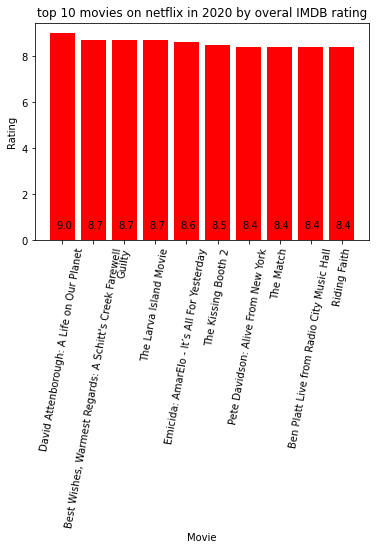 top 10 movies on netflix in 2020 by overal IMDB rating
Rating
8
6
4
2
0
9.0
8.7
8.7
8.7
8.6
8.5
8.4
8.4
8.4
8.4
David Attenborough: A Life on Our Planet
Best Wishes, Warmest Regards: A Schitt's Creek Farewell
Guilty
The Larva Island Movie
Emicida: AmarElo - It's All For Yesterday
The Kissing Booth 2
Pete Davidson: Alive From New York
The Match
Ben Platt Live from Radio City Music Hall
Riding Faith
Movie